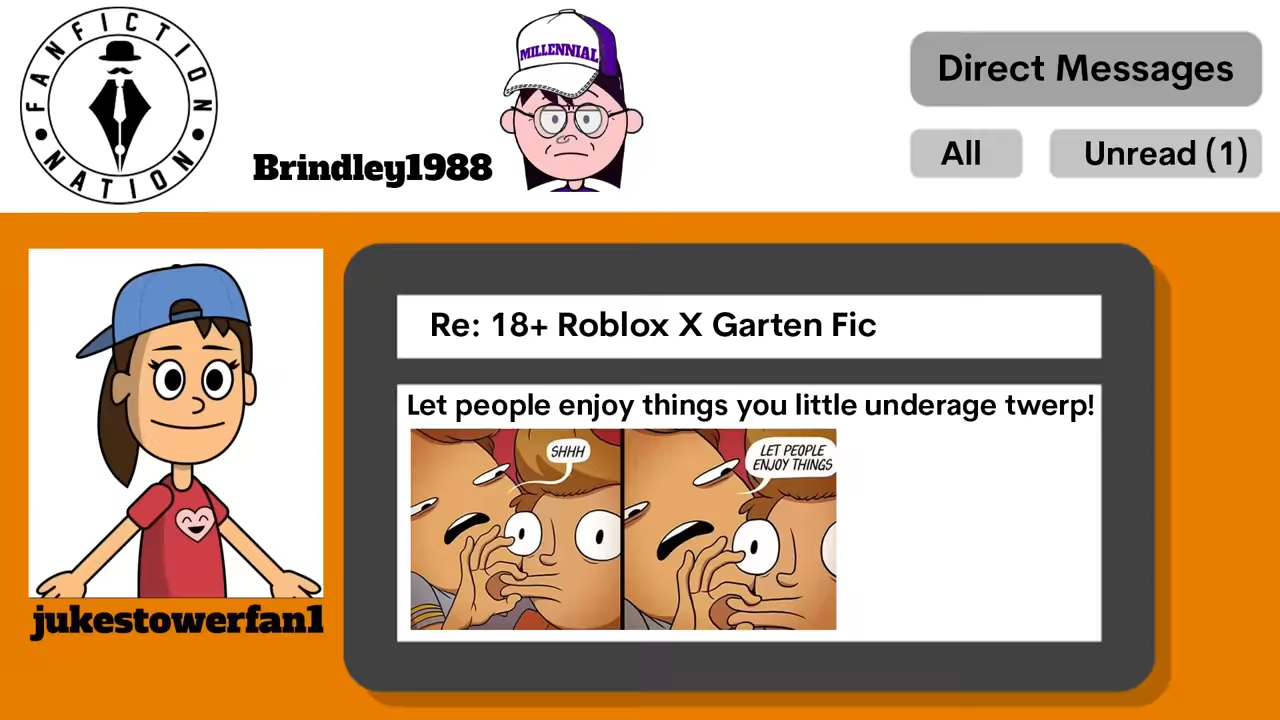 FANFICTION
NATION
MILLENNIAL
Brindley1988
Direct Messages
All
Unread (1)
Re: 18+ Roblox X Garten Fic
Let people enjoy things you little underage twerp!
SHHH
LET PEOPLE
ENJOY THINGS
jukestowerfan1